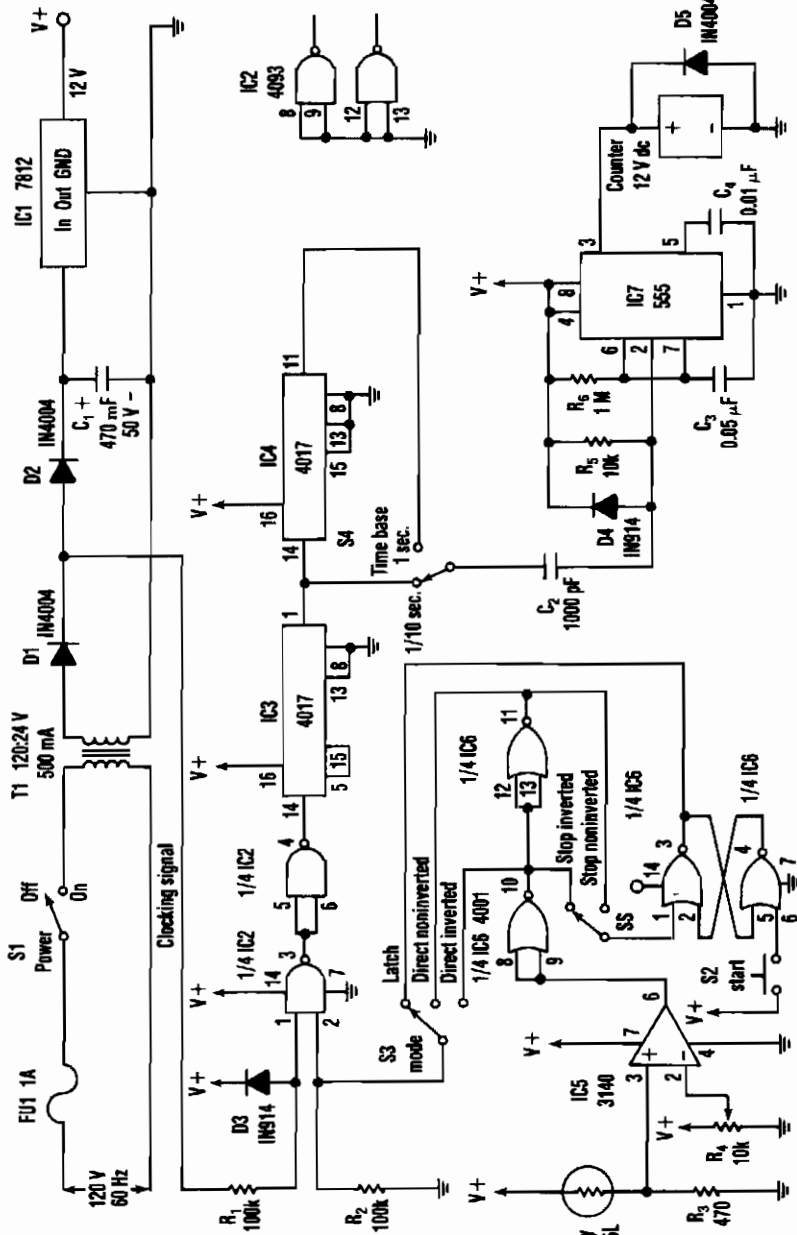 FU1 1A
S1
Power
Off
On
T1 120:24 V
500 mA
D1
IN4004
D2
IN4004
C1 +
470 mF
50 V -
IC1 7812
In Out GND
12 V
V+
120 V
60 Hz
Clocking signal
IC2
4093
8
9
12
13
R1
100k
D3
IN914
V+
V+
1/4 IC2
1
2
14
3
7
1/4 IC2
5
6
4
V+
IC3
4017
14
16
1
5
15
13
8
V+
IC4
4017
14
16
11
15
13
8
S4
Time base
1 sec.
1/10 sec.
C2
1000 pF
R2
100k
S3
mode
Latch
Direct noninverted
Direct inverted
1/4 IC6 4001
8
9
10
1/4 IC6
12
13
11
Stop inverted
Stop noninverted
SS
1/4 IC6
1
2
14
3
1/4 IC6
5
6
4
7
S2
start
V+
V+
IC5
3140
3
2
+
-
7
4
6
V+
R3
470
V+
R4
10k
D4
IN914
R5
10k
R6
1 M
C3
0.05 µF
V+
IC7
555
4
8
6
2
7
3
5
1
C4
0.01 µF
Counter
12 V dc
+
-
D5
IN4004